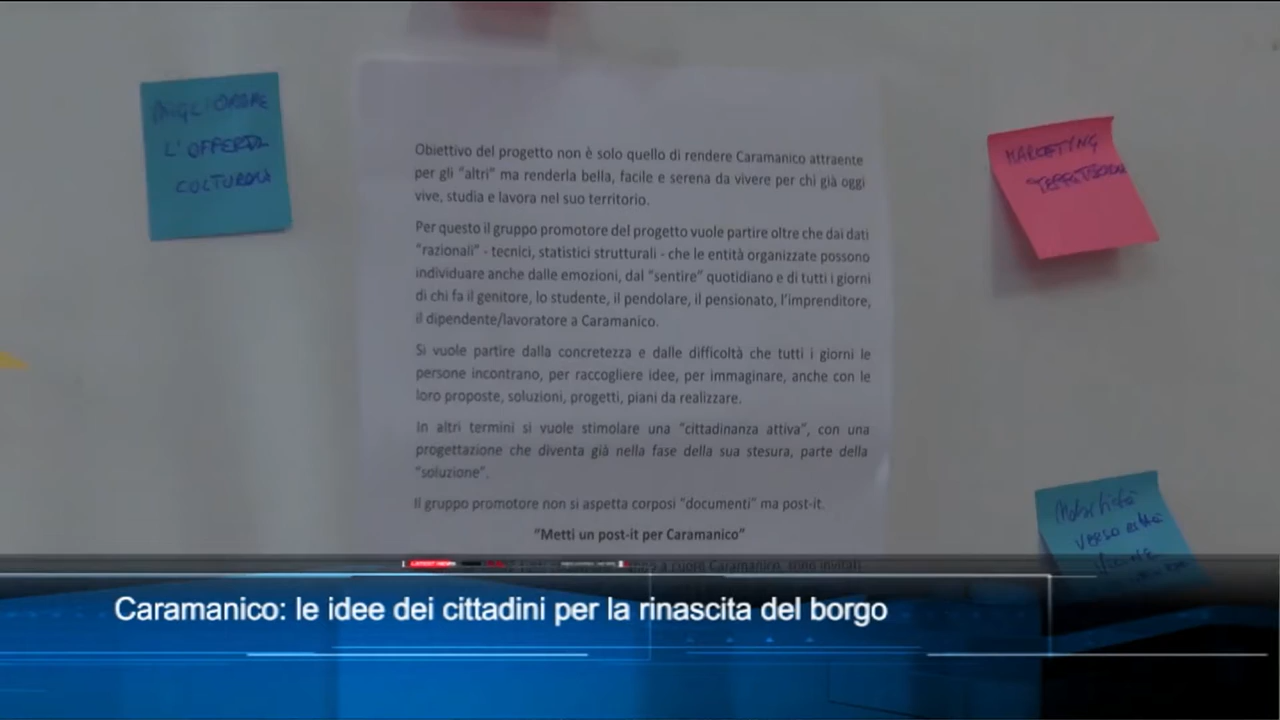 MIGLIORARE
L'OFFERTA
CULTURALE
MARKETING
TERRITORIALE
Obiettivo del progetto non è solo quello di rendere Caramanico attraente
per gli "altri" ma renderla bella, facile e serena da vivere per chi già oggi
vive, studia e lavora nel suo territorio.
Per questo il gruppo promotore del progetto vuole partire oltre che dai dati
"razionali" - tecnici, statistici strutturali - che le entità organizzate possono
individuare anche dalle emozioni, dal "sentire" quotidiano e di tutti i giorni
di chi fa il genitore, lo studente, il pendolare, il pensionato, l'imprenditore,
il dipendente/lavoratore a Caramanico.
Si vuole partire dalla concretezza e dalle difficoltà che tutti i giorni le
persone incontrano, per raccogliere idee, per immaginare, anche con le
loro proposte, soluzioni, progetti, piani da realizzare.
In altri termini si vuole stimolare una "cittadinanza attiva", con una
progettazione che diventa già nella fase della sua stesura, parte della
"soluzione".
Il gruppo promotore non si aspetta corposi "documenti" ma post-it.
"Metti un post-it per Caramanico"
a cuore Caramanico, sono invitati
verso
LATEST NEWS
Caramanico: le idee dei cittadini per la rinascita del borgo